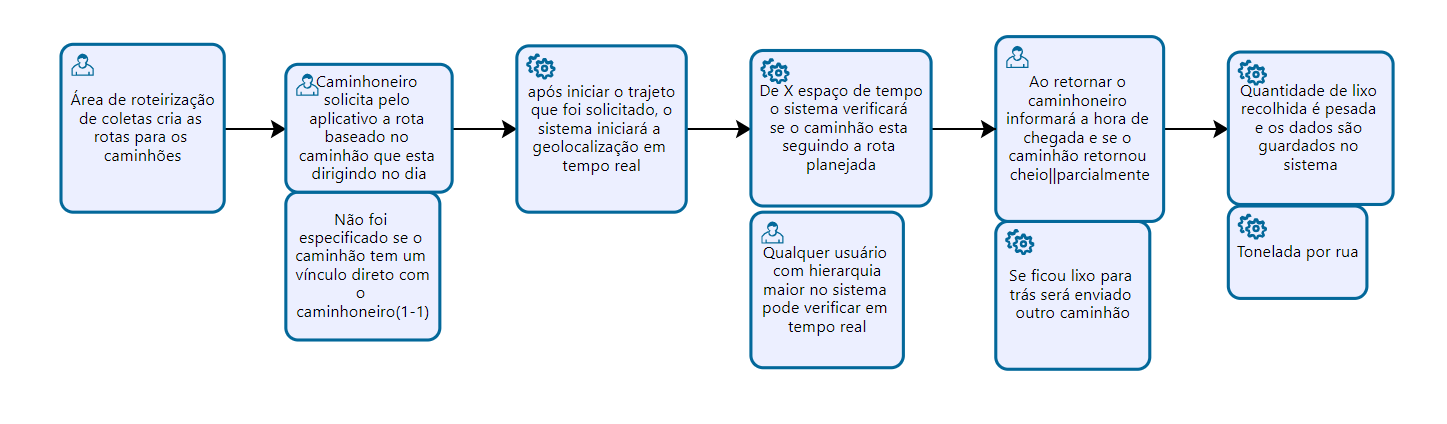 Área de roteirização
de coletas cria as
rotas para os
caminhões
Caminhoneiro
solicita pelo
aplicativo a rota
baseado no
caminhão que esta
dirigindo no dia
Não foi
especificado se o
caminhão tem um
vínculo direto com
o
caminhoneiro(1-1)
após iniciar o trajeto
que foi solicitado, o
sistema iniciará a
geolocalização em
tempo real
De X espaço de tempo
o sistema verificará
se o caminhão esta
seguindo a rota
planejada
Qualquer usuário
com hierarquia
maior no sistema
pode verificar em
tempo real
Ao retornar o
caminhoneiro
informará a hora de
chegada e se o
caminhão retornou
cheio||parcialmente
Se ficou lixo para
trás será enviado
outro caminhão
Quantidade de lixo
recolhida é pesada
e os dados são
guardados no
sistema
Tonelada por rua